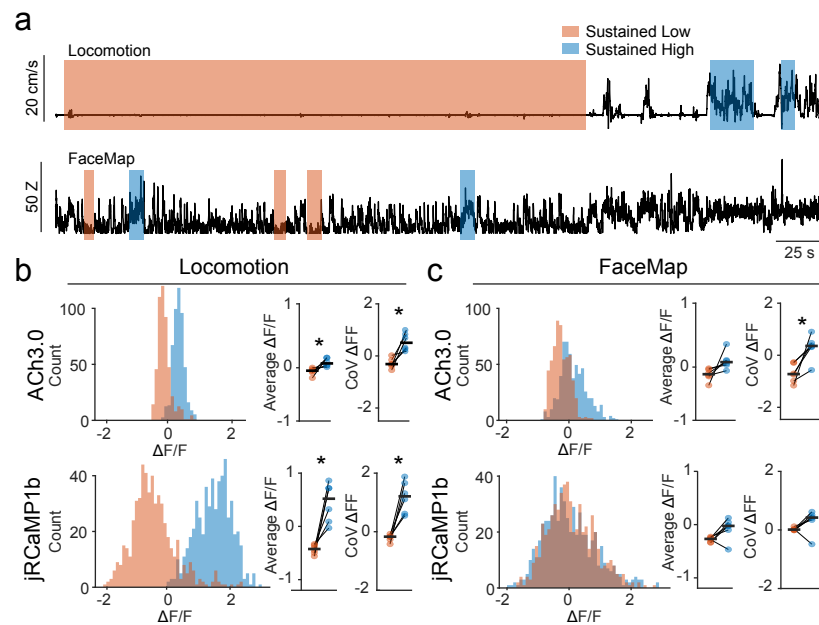 a
Sustained Low
Sustained High
Locomotion
20 cm/s
FaceMap
50 Z
25 s
b
Locomotion
ACh3.0
Count
100
50
0
-2 0 2
ΔF/F
Average ΔF/F
1
0
-1
*
CoV ΔFF
2
0
-2
*
jRCaMP1b
Count
40
20
0
-2 0 2
ΔF/F
Average ΔF/F
1
0
-1
*
CoV ΔFF
2
0
-2
*
c
FaceMap
ACh3.0
Count
100
50
0
-2 0 2
ΔF/F
Average ΔF/F
1
0
-1
CoV ΔFF
2
0
-2
*
jRCaMP1b
Count
40
20
0
-2 0 2
ΔF/F
Average ΔF/F
1
0
-1
CoV ΔFF
2
0
2